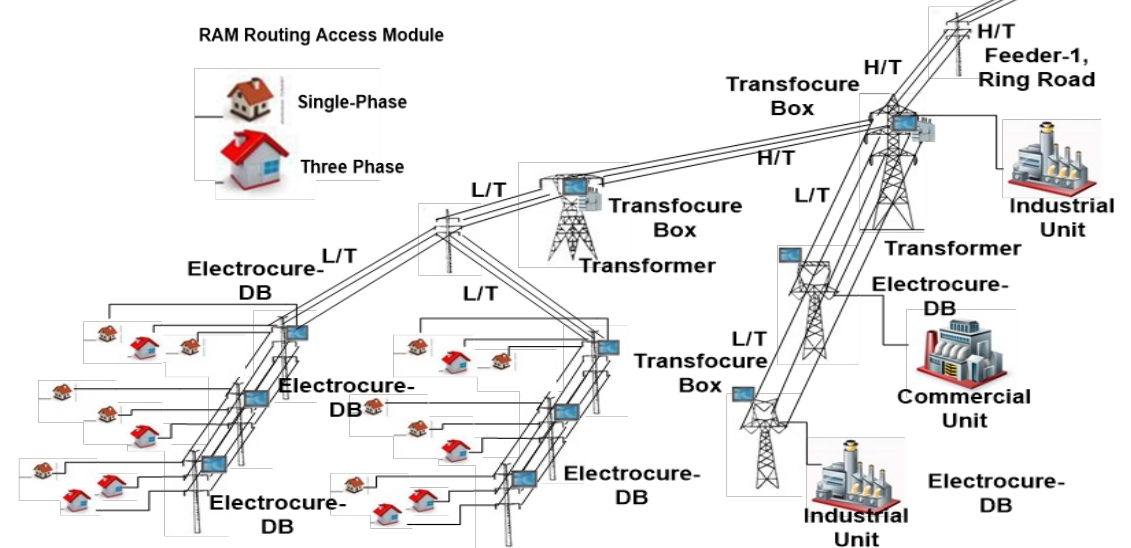 RAM Routing Access Module
Single-Phase
Three Phase
H/T
Feeder-1,
Ring Road
H/T
Transfocure
Box
H/T
Industrial
Unit
L/T
L/T
Transfocure
Box
Transformer
Transformer
L/T
Electrocure-
DB
L/T
Electrocure-
DB
L/T
Transfocure
Box
Commercial
Unit
Electrocure-
DB
Electrocure-
DB
Electrocure-
DB
Industrial
Unit
Electrocure-
DB